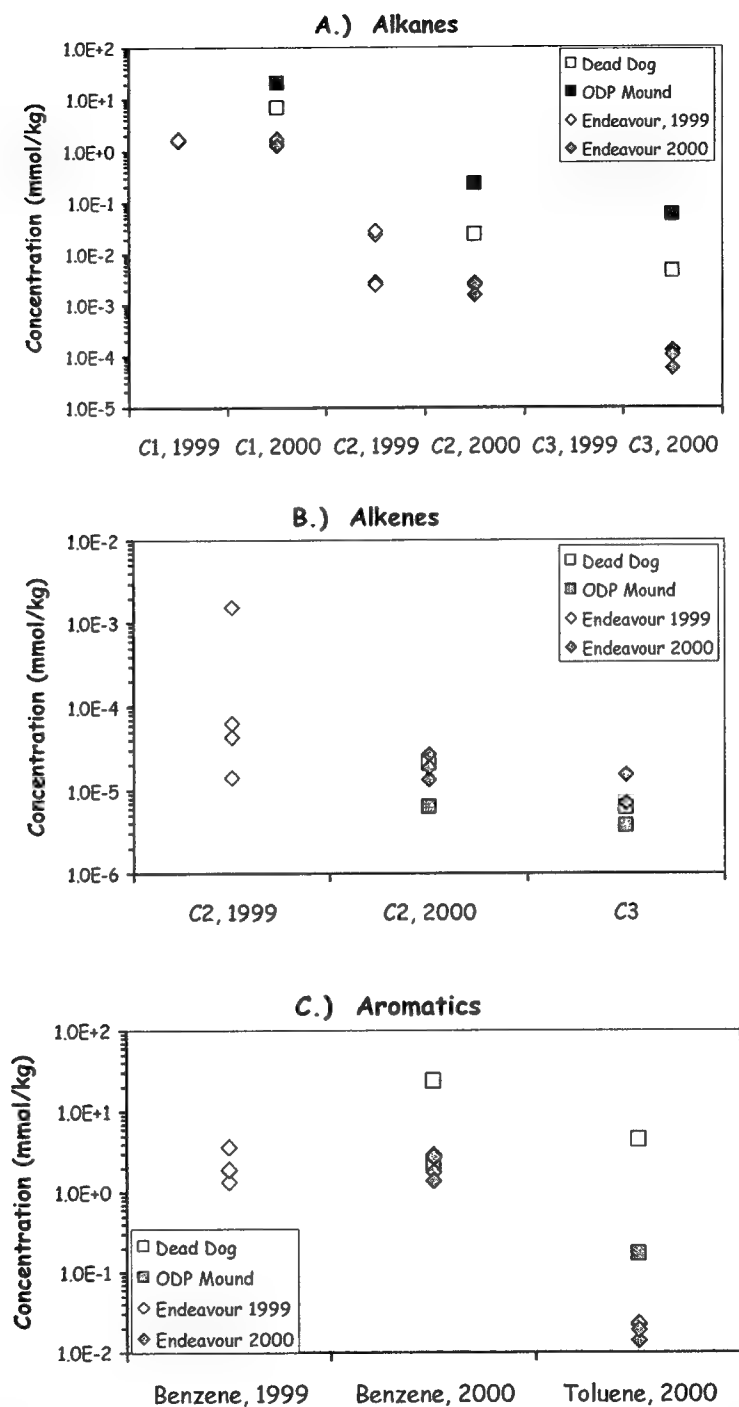 A.) Alkanes
Concentration (mmol/kg)
1.0E+2
1.0E+1
1.0E+0
1.0E-1
1.0E-2
1.0E-3
1.0E-4
1.0E-5
Dead Dog
ODP Mound
Endeavour, 1999
Endeavour 2000
C1, 1999 C1, 2000 C2, 1999 C2, 2000 C3, 1999 C3, 2000
B.) Alkenes
Concentration (mmol/kg)
1.0E-2
1.0E-3
1.0E-4
1.0E-5
1.0E-6
Dead Dog
ODP Mound
Endeavour 1999
Endeavour 2000
C2, 1999 C2, 2000 C3
C.) Aromatics
Concentration (mmol/kg)
1.0E+2
1.0E+1
1.0E+0
1.0E-1
1.0E-2
Dead Dog
ODP Mound
Endeavour 1999
Endeavour 2000
Benzene, 1999 Benzene, 2000 Toluene, 2000